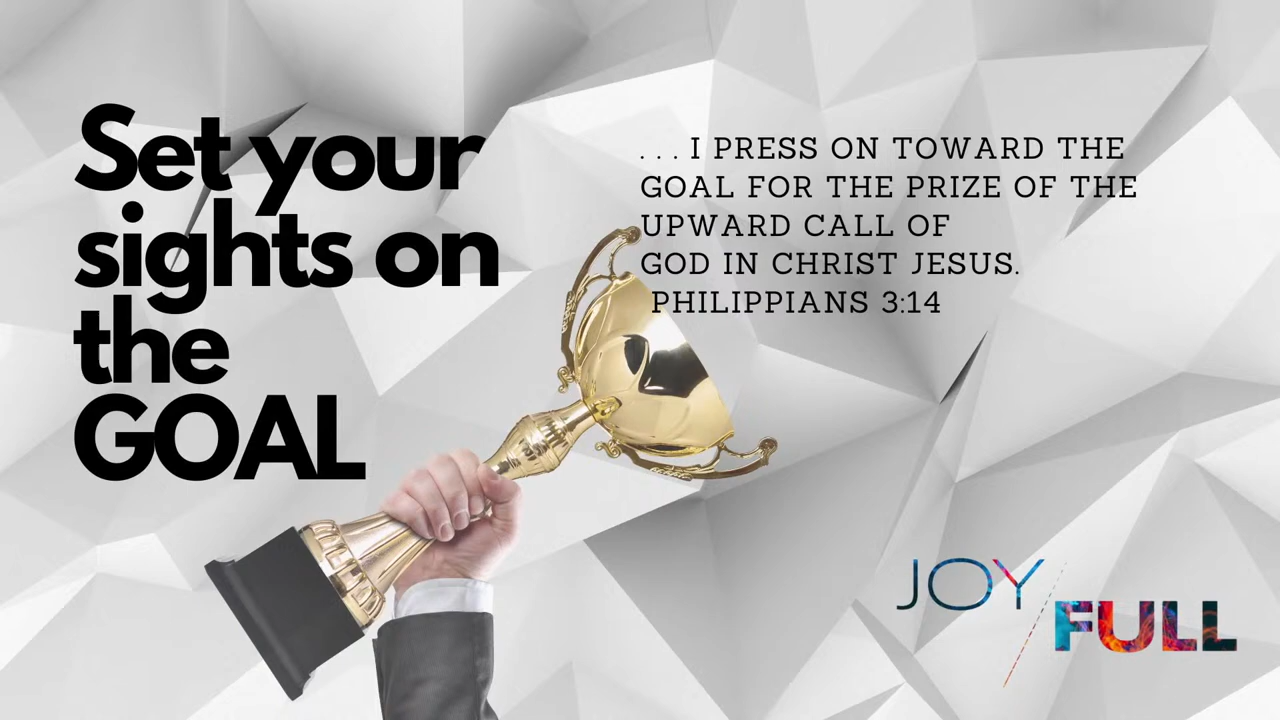 Set your
sights on
the
GOAL
. . . I PRESS ON TOWARD THE
GOAL FOR THE PRIZE OF THE
UPWARD CALL OF
GOD IN CHRIST JESUS.
PHILIPPIANS 3:14
JOY
FULL